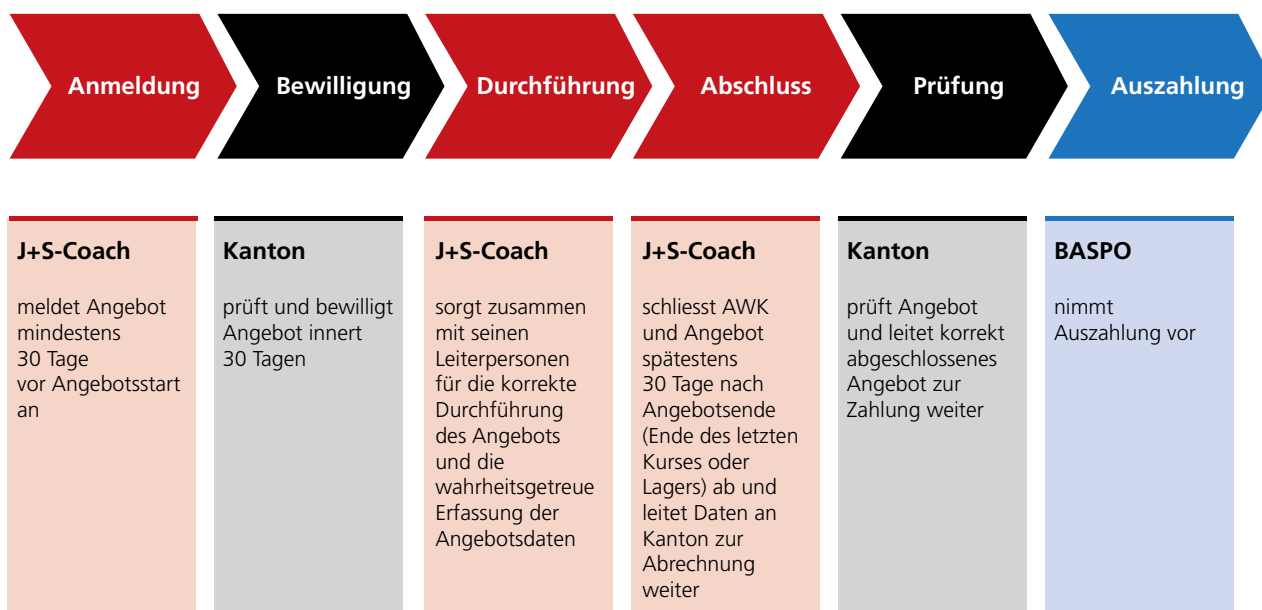 Anmeldung
Bewilligung
Durchführung
Abschluss
Prüfung
Auszahlung
J+S-Coach
meldet Angebot
mindestens
30 Tage
vor Angebotsstart
an
Kanton
prüft und bewilligt
Angebot innert
30 Tagen
J+S-Coach
sorgt zusammen
mit seinen
Leiterpersonen
für die korrekte
Durchführung
des Angebots
und die
wahrheitsgetreue
Erfassung der
Angebotsdaten
J+S-Coach
schliesst AWK
und Angebot
spätestens
30 Tage nach
Angebotsende
(Ende des letzten
Kurses oder
Lagers) ab und
leitet Daten an
Kanton zur
Abrechnung
weiter
Kanton
prüft Angebot
und leitet korrekt
abgeschlossenes
Angebot zur
Zahlung weiter
BASPO
nimmt
Auszahlung vor